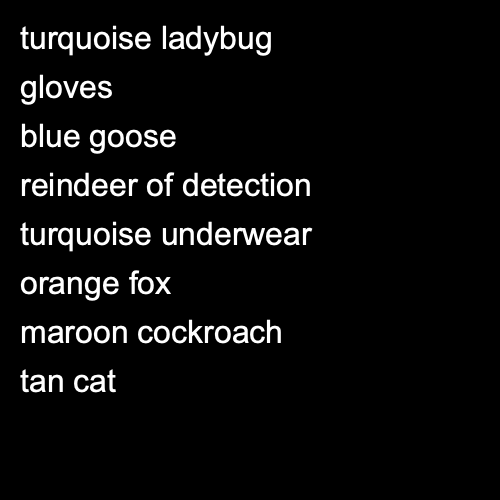 turquoise ladybug
gloves
blue goose
reindeer of detection
turquoise underwear
orange fox
maroon cockroach
tan cat